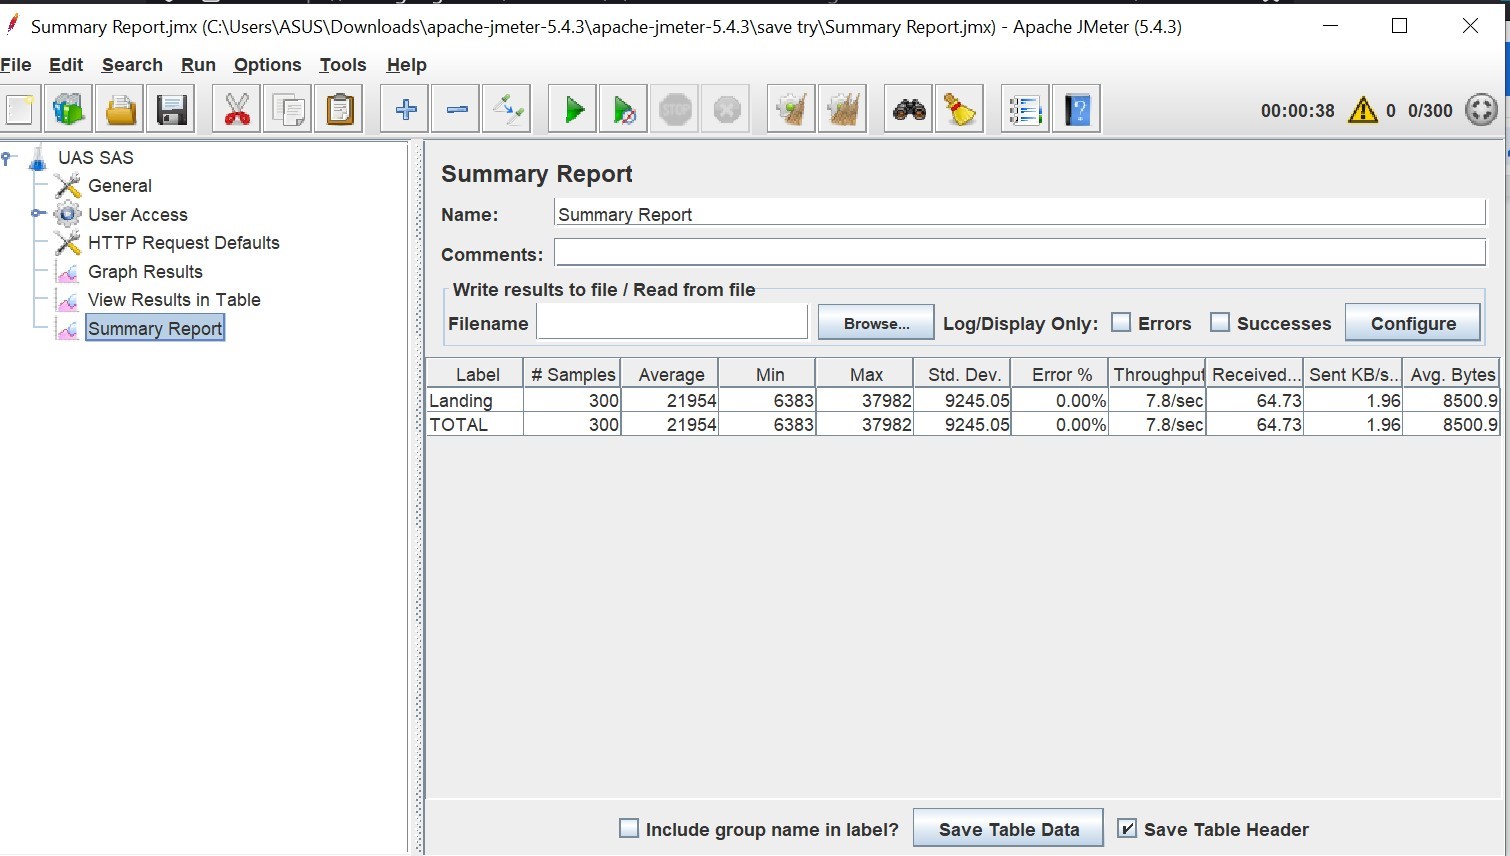 Summary Report.jmx (C:\Users\ASUS\Downloads\apache-jmeter-5.4.3\apache-jmeter-5.4.3\save try\Summary Report.jmx) - Apache JMeter (5.4.3)
File Edit Search Run Options Tools Help
STOP 00:00:38 0 0/300
UAS SAS
General
User Access
HTTP Request Defaults
Graph Results
View Results in Table
Summary Report
Summary Report
Name: Summary Report
Comments:
Write results to file / Read from file
Filename Browse... Log/Display Only: Errors Successes Configure
Label # Samples Average Min Max Std. Dev. Error % Throughput Received... Sent KB/s... Avg. Bytes
Landing 300 21954 6383 37982 9245.05 0.00% 7.8/sec 64.73 1.96 8500.9
TOTAL 300 21954 6383 37982 9245.05 0.00% 7.8/sec 64.73 1.96 8500.9
Include group name in label? Save Table Data Save Table Header